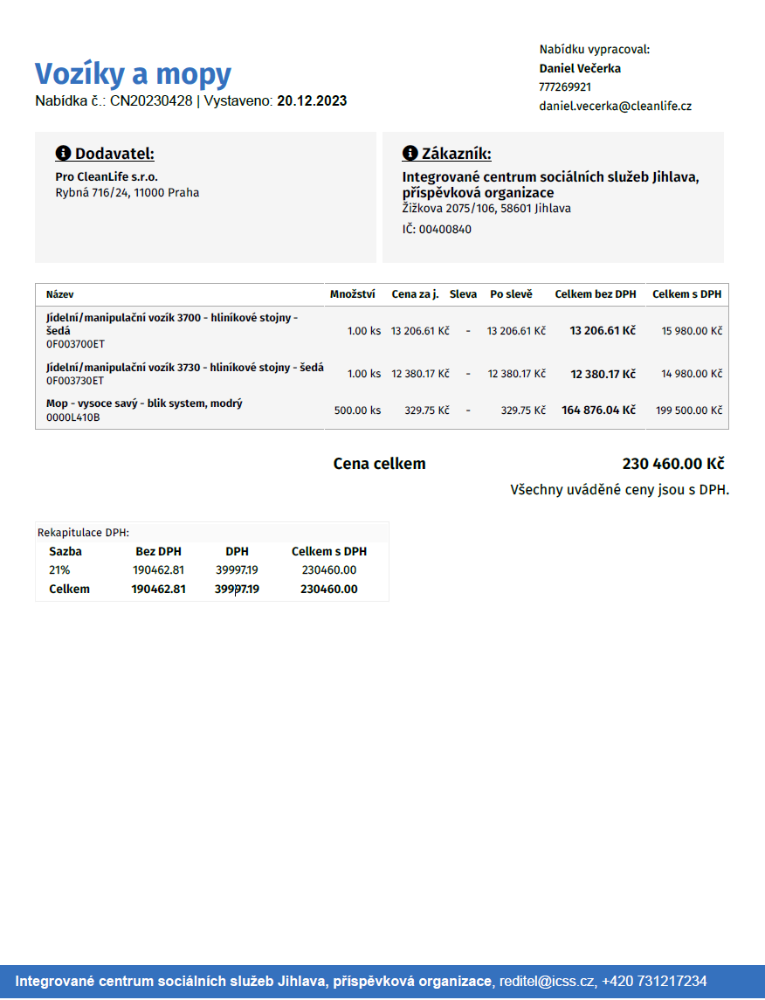 Nabídku vypracoval:
Daniel Večerka
777269921
daniel.vecerka@cleanlife.cz
Vozíky a mopy
Nabídka č.: CN20230428 | Vystaveno: 20.12.2023
Dodavatel:
Pro CleanLife s.r.o.
Rybná 716/24, 11000 Praha
Zákazník:
Integrované centrum sociálních služeb Jihlava,
příspěvková organizace
Žižkova 2075/106, 58601 Jihlava
IČ: 00400840
Název Množství Cena za j. Sleva Po slevě Celkem bez DPH Celkem s DPH
Jídelní/manipulační vozík 3700 - hliníkové stojny -
šedá
0F003700ET
1.00 ks 13 206.61 Kč - 13 206.61 Kč 13 206.61 Kč 15 980.00 Kč
Jídelní/manipulační vozík 3730 - hliníkové stojny - šedá
0F003730ET
1.00 ks 12 380.17 Kč - 12 380.17 Kč 12 380.17 Kč 14 980.00 Kč
Mop - vysoce savý - blik system, modrý
0000L410B
500.00 ks 329.75 Kč - 329.75 Kč 164 876.04 Kč 199 500.00 Kč
Cena celkem 230 460.00 Kč
Všechny uváděné ceny jsou s DPH.
Rekapitulace DPH:
Sazba Bez DPH DPH Celkem s DPH
21% 190462.81 39997.19 230460.00
Celkem 190462.81 39997.19 230460.00
Integrované centrum sociálních služeb Jihlava, příspěvková organizace, reditel@icss.cz, +420 731217234